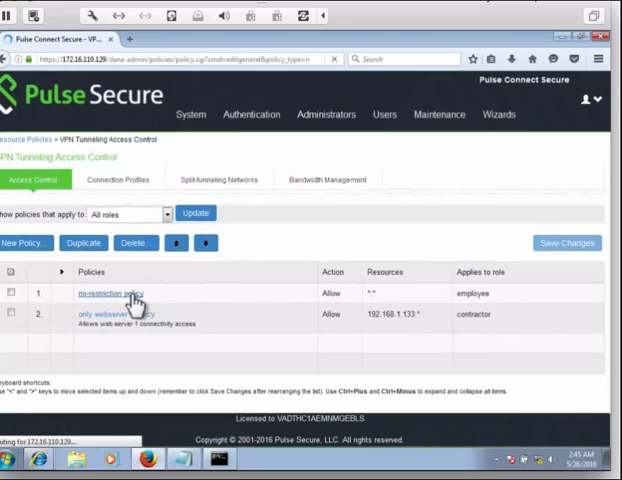 Pulse Connect Secure - VP...
https://172.16.110.129/dana-admin/policies/policy.cgi?cmd=editgeneral&policy_type=n
Search
Pulse Connect Secure
Pulse Secure
System Authentication Administrators Users Maintenance Wizards
esource Policies > VPN Tunneling Access Control
PN Tunneling Access Control
Access Control Connection Profiles Split-tunneling Networks Bandwidth Management
how policies that apply to: All roles Update
New Policy... Duplicate Delete... Save Changes
Policies Action Resources Applies to role
1. no-restriction policy Allow *:* employee
2. only webserver Allow 192.168.1.133:* contractor
Allows web server 1 connectivity access
eyboard shortcuts:
se "<" and ">" keys to move selected items up and down (remember to click Save Changes after rearranging the list). Use Ctrl+Plus and Ctrl+Minus to expand and collapse all items.
Licensed to VADTHC1AEMNMGEBLS
Copyright © 2001-2016 Pulse Secure, LLC. All rights reserved.
iting for 172.16.110.129...
2:45 AM
5/26/2016